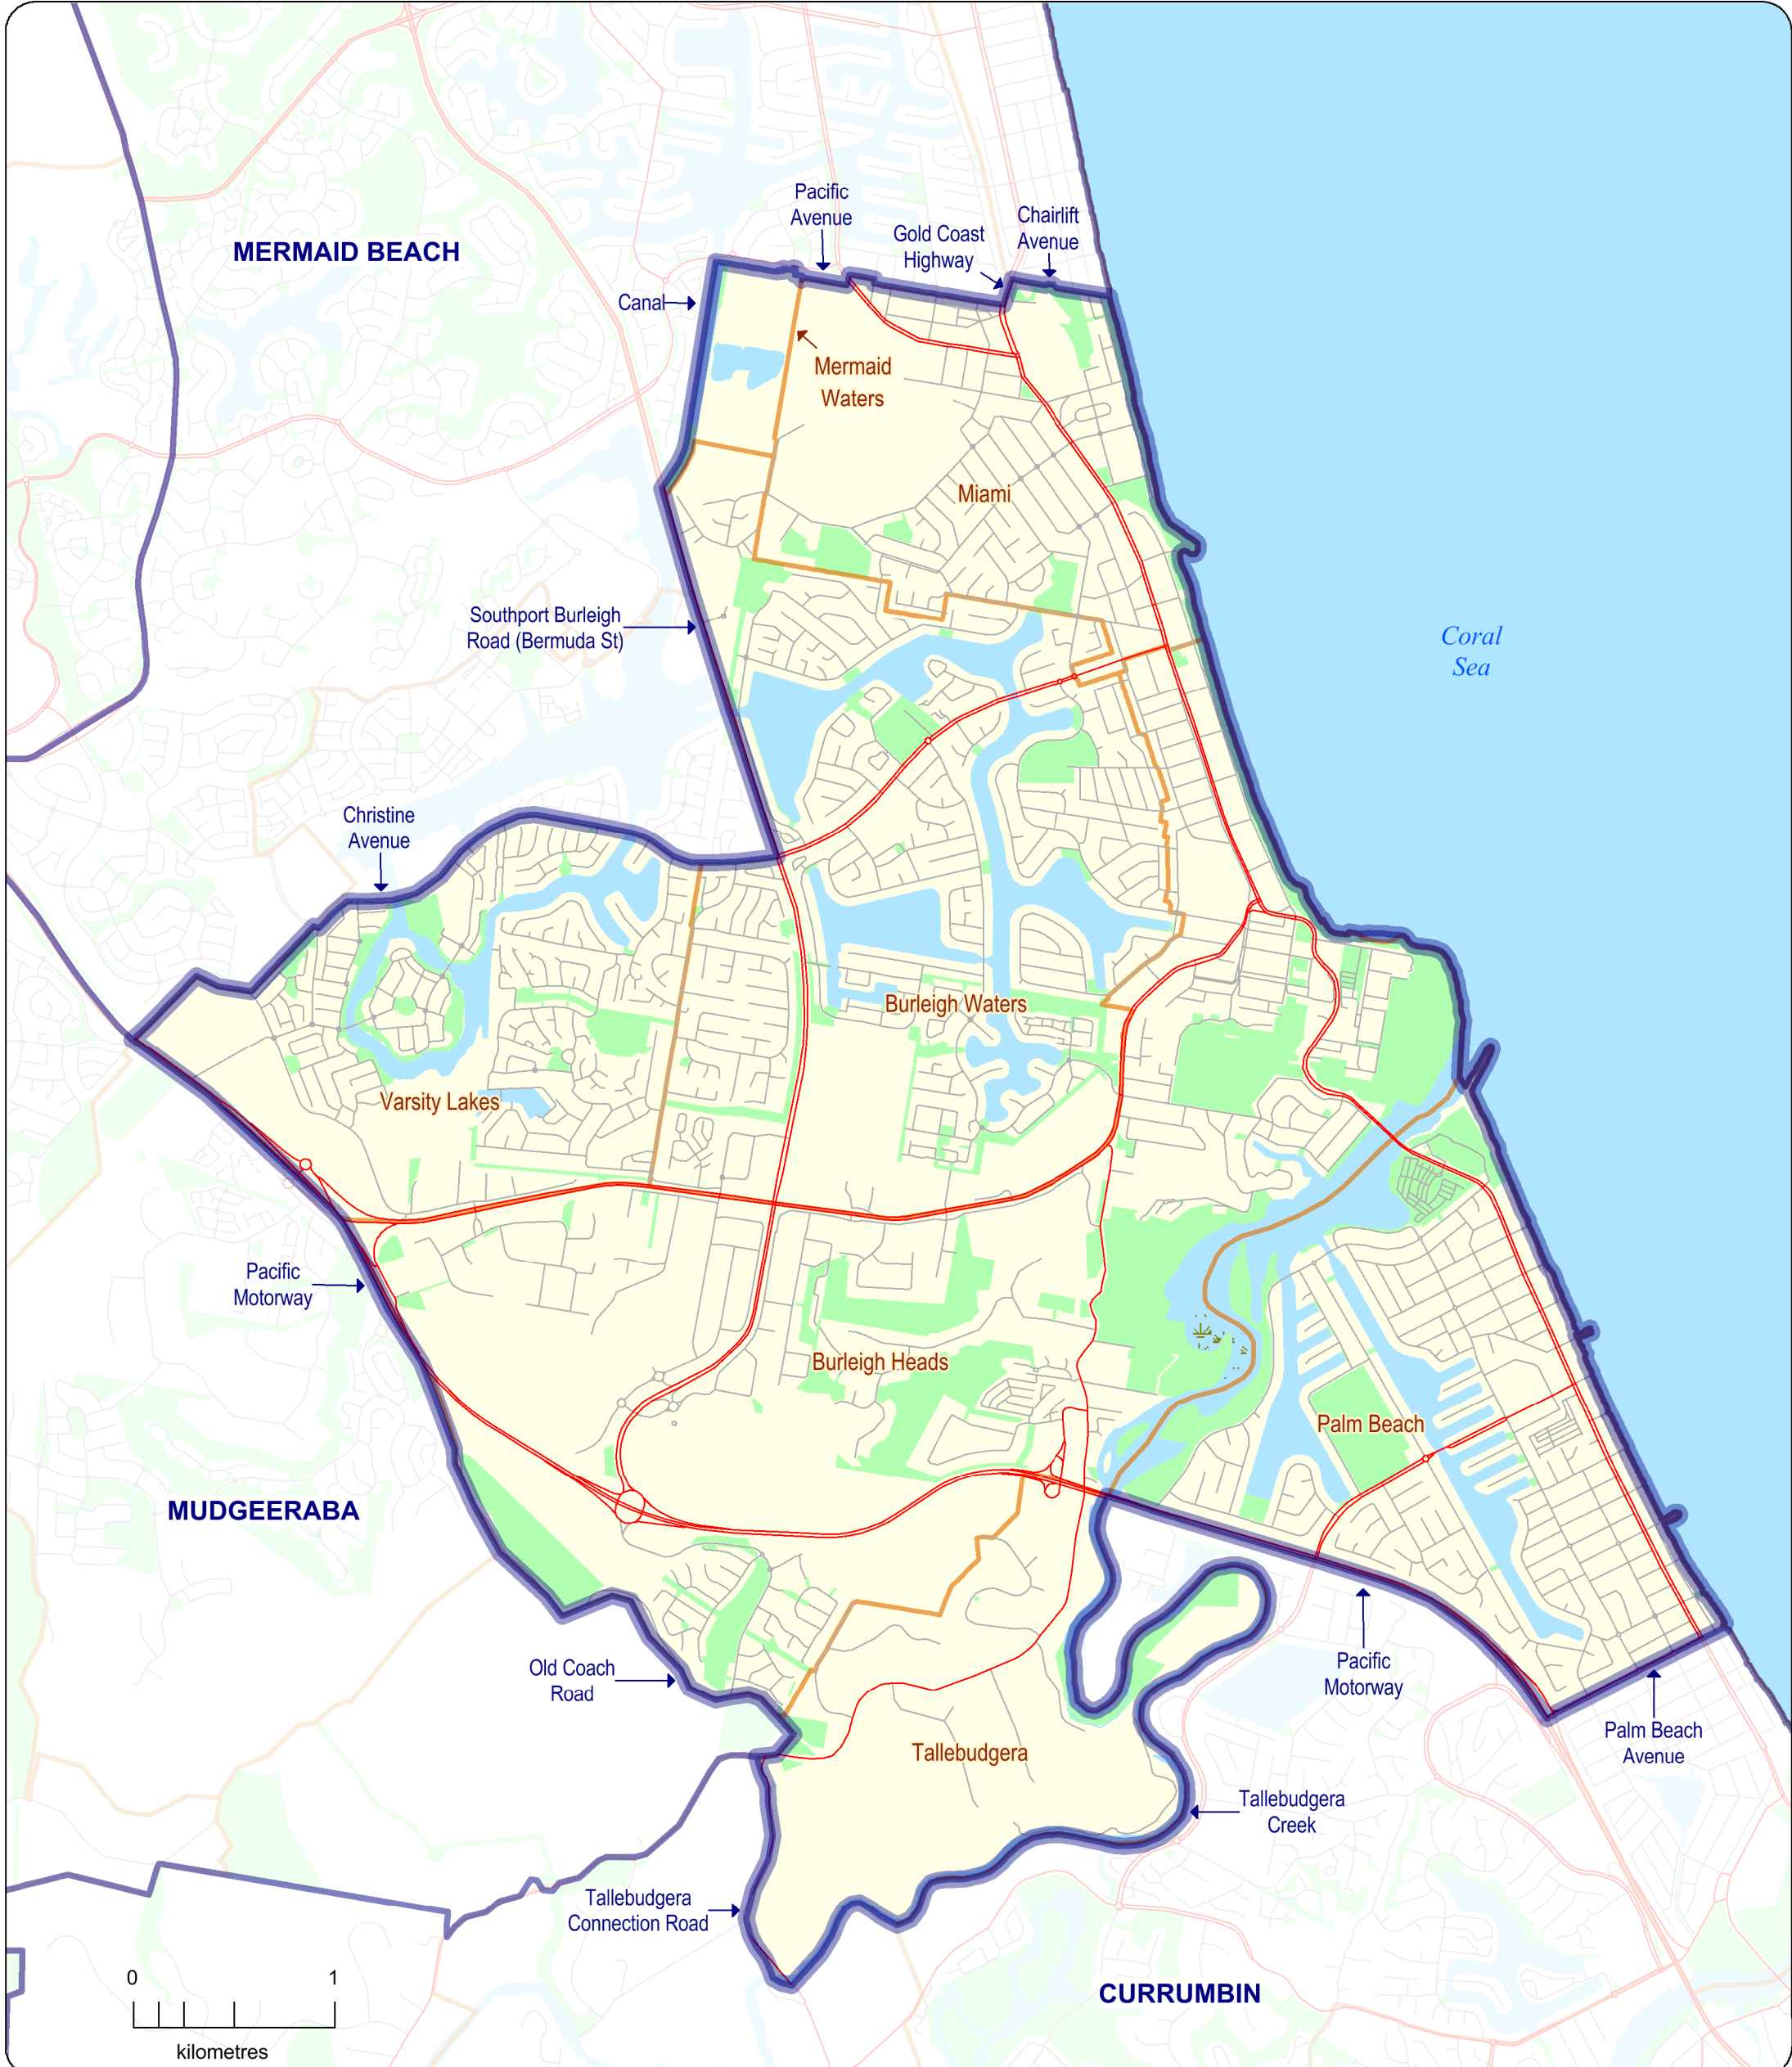 Pacific
Avenue
Chairlift
Avenue
Gold Coast
Highway
MERMAID BEACH
Canal
Mermaid
Waters
Miami
Southport Burleigh
Road (Bermuda St)
Coral
Sea
Christine
Avenue
Burleigh Waters
Varsity Lakes
Pacific
Motorway
Burleigh Heads
Palm Beach
MUDGEERABA
Old Coach
Road
Pacific
Motorway
Palm Beach
Avenue
Tallebudgera
Tallebudgera
Creek
Tallebudgera
Connection Road
CURRUMBIN
0 1
kilometres